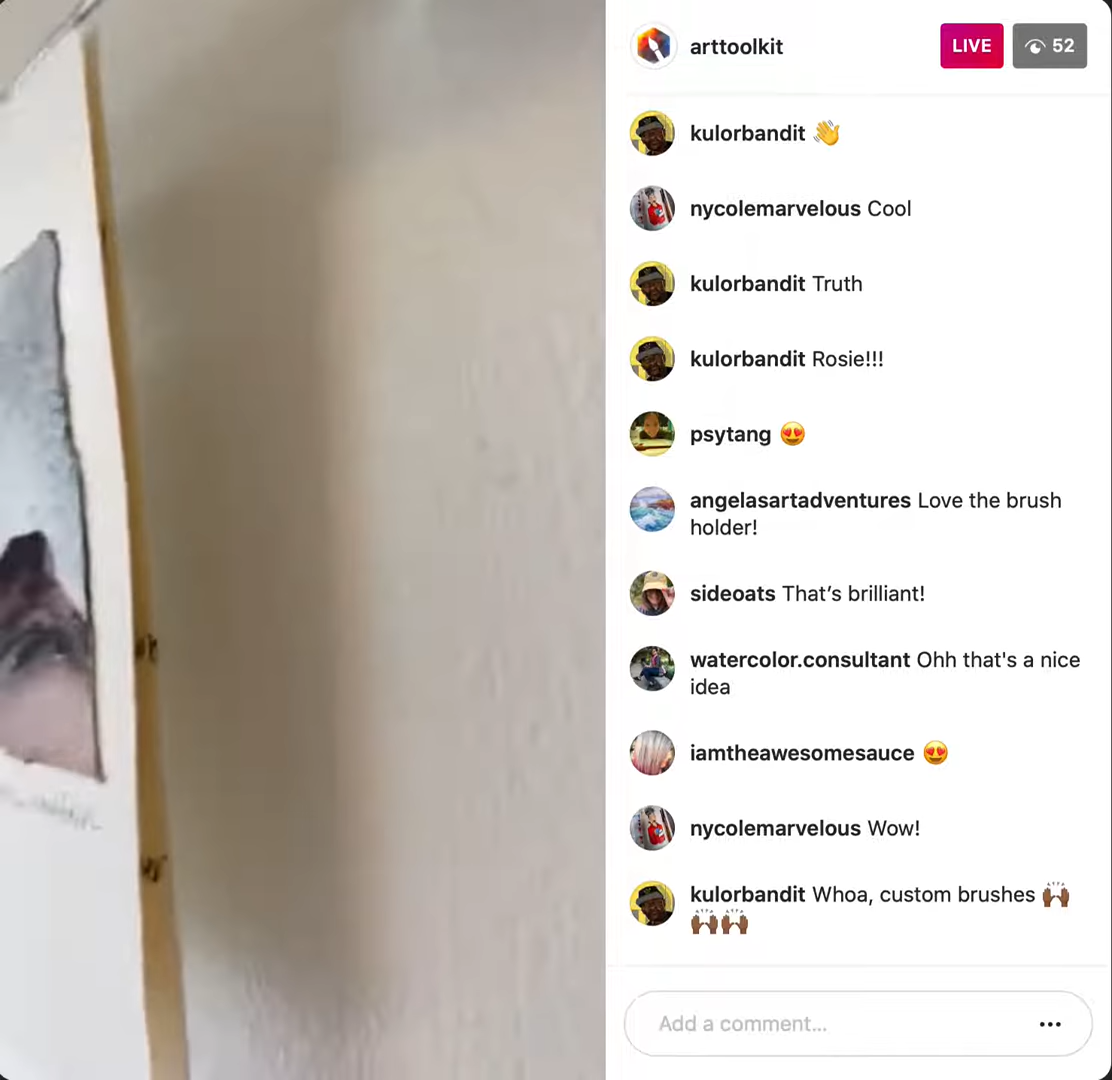 arttoolkit
LIVE
52
kulorbandit 👋
nycolemarvelous Cool
kulorbandit Truth
kulorbandit Rosie!!!
psytang 😍
angelasartadventures Love the brush
holder!
sideoats That’s brilliant!
watercolor.consultant Ohh that's a nice
idea
iamtheawesomesauce 😍
nycolemarvelous Wow!
kulorbandit Whoa, custom brushes 🙌🏾
🙌🏾🙌🏾
Add a comment...